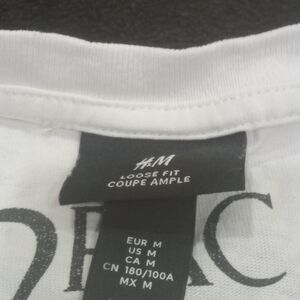 H&M
LOOSE FIT
COUPE AMPLE
EUR M
US M
CA M
CN 180/100A
MX M